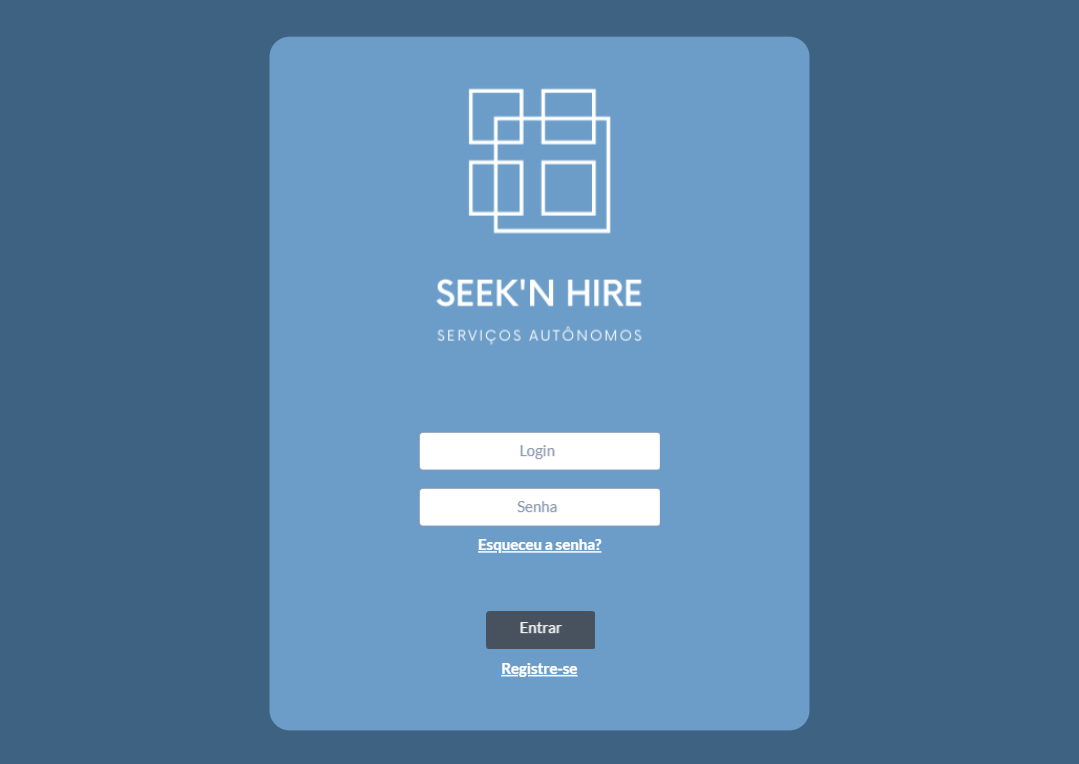 SEEK'N HIRE
SERVIÇOS AUTÔNOMOS
Login
Senha
Esqueceu a senha?
Entrar
Registre-se